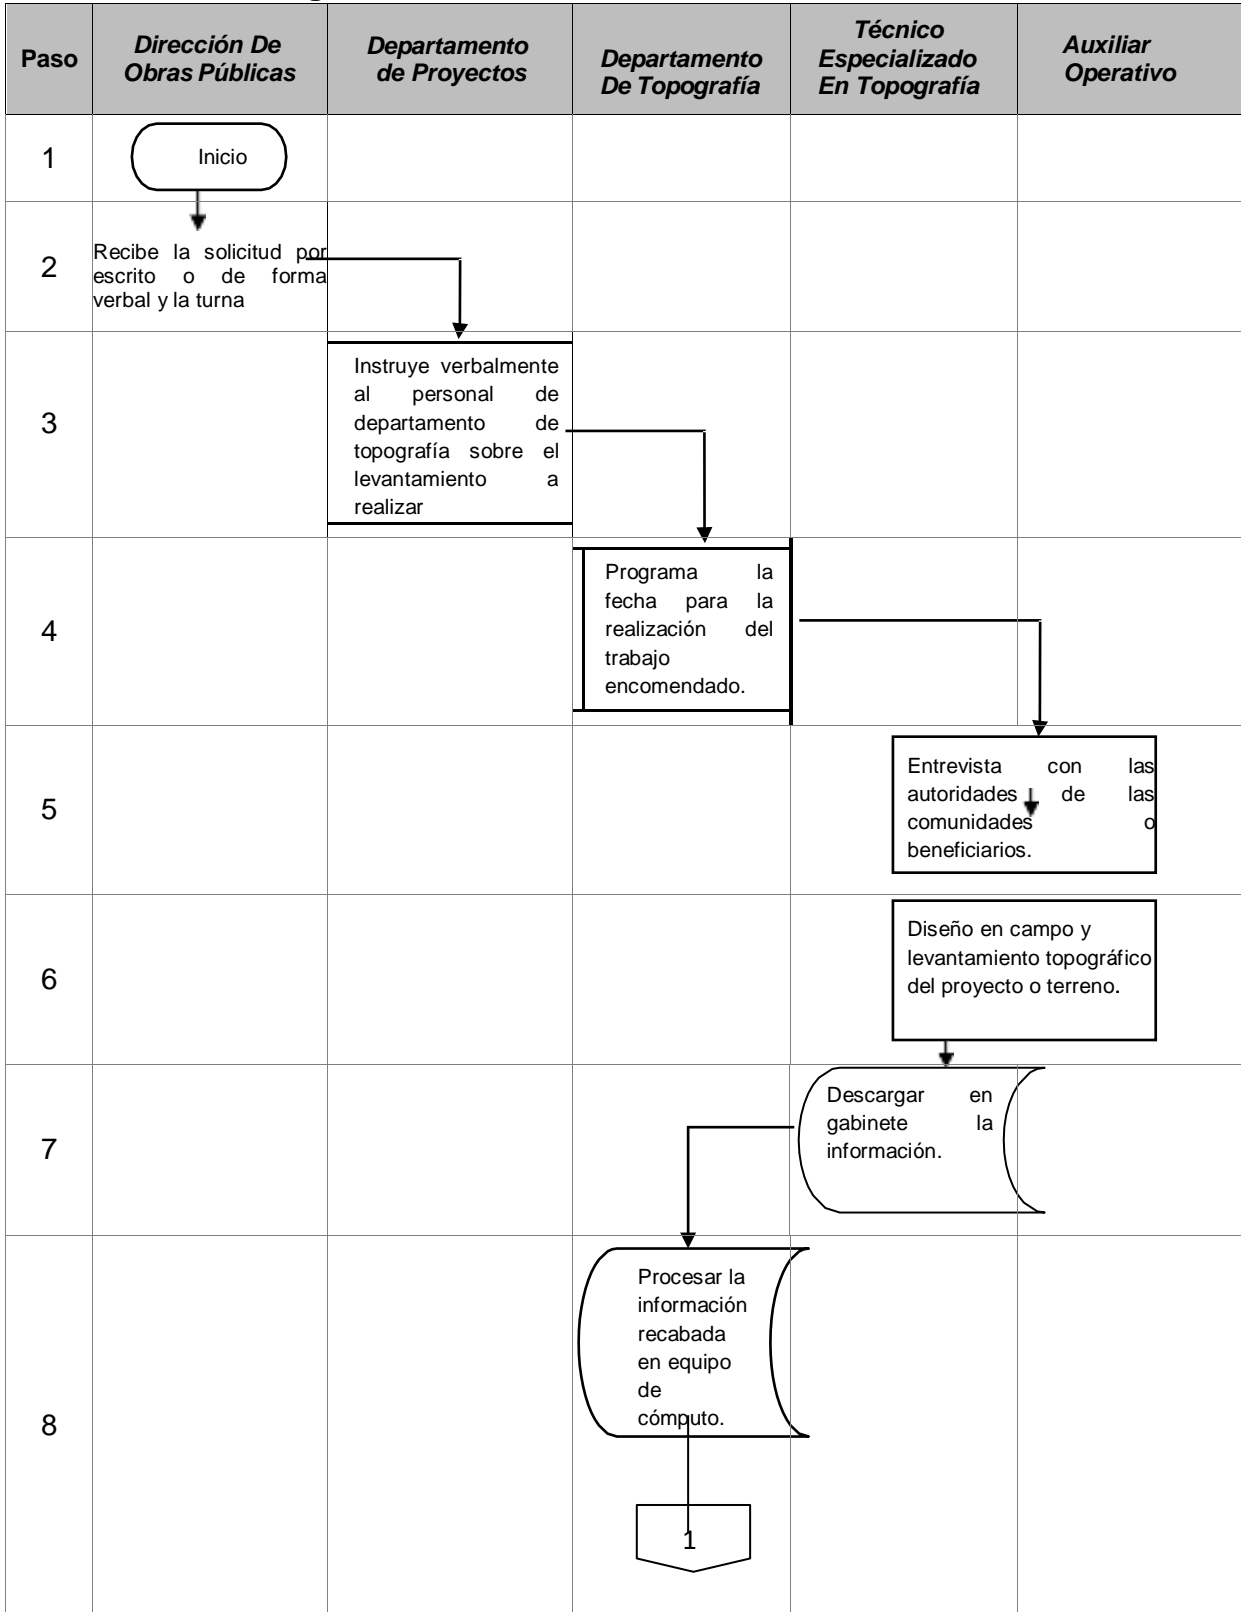 Paso
Dirección De
Obras Públicas
Departamento
de Proyectos
Departamento
De Topografía
Técnico
Especializado
En Topografía
Auxiliar
Operativo
1
Inicio
2
Recibe la solicitud por
escrito o de forma
verbal y la turna
3
Instruye verbalmente
al personal de
departamento de
topografía sobre el
levantamiento a
realizar
4
Programa la
fecha para la
realización del
trabajo
encomendado.
5
Entrevista con las
autoridades de las
comunidades o
beneficiarios.
6
Diseño en campo y
levantamiento topográfico
del proyecto o terreno.
7
Descargar en
gabinete la
información.
8
Procesar la
información
recabada
en equipo
de
cómputo.
1